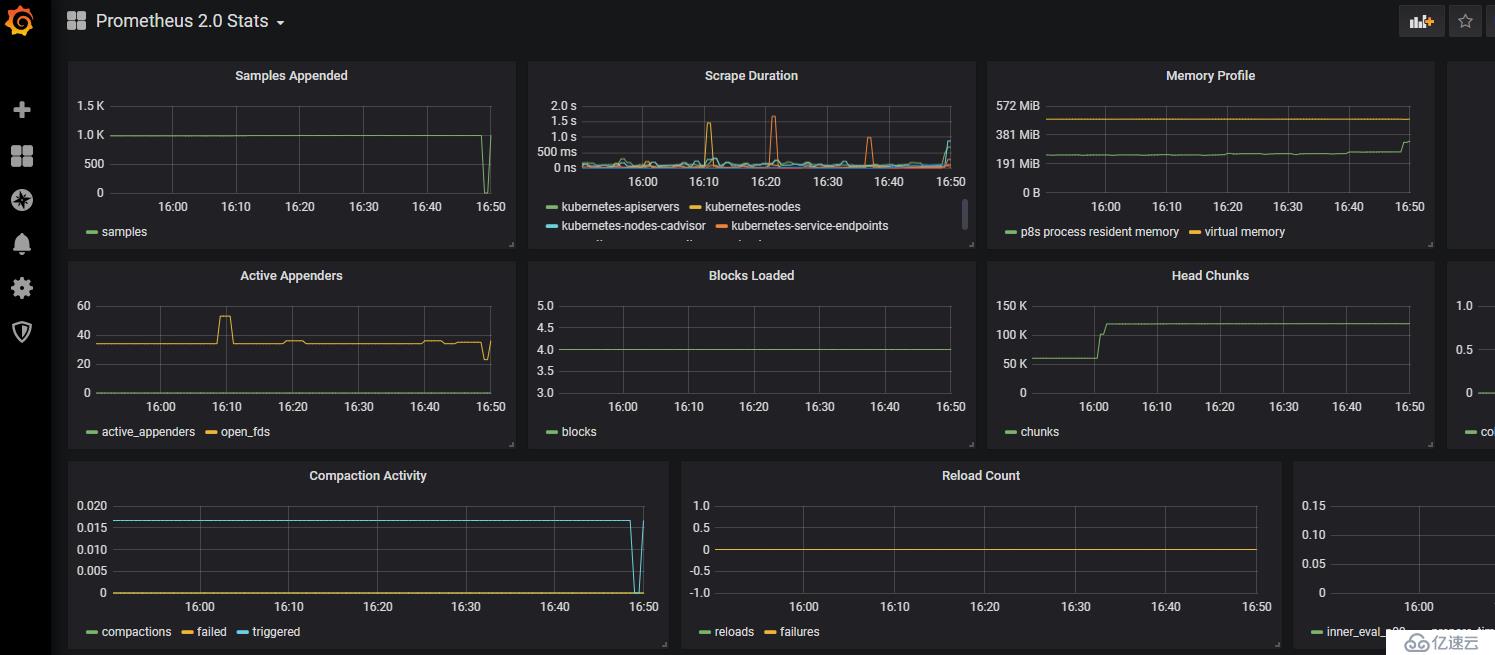 Prometheus 2.0 Stats
Samples Appended
1.5 K
1.0 K
500
0
16:00 16:10 16:20 16:30 16:40 16:50
samples
Scrape Duration
2.0 s
1.5 s
1.0 s
500 ms
0 ns
16:00 16:10 16:20 16:30 16:40 16:50
kubernetes-apiservers kubernetes-nodes
kubernetes-nodes-cadvisor kubernetes-service-endpoints
Memory Profile
572 MiB
381 MiB
191 MiB
0 B
16:00 16:10 16:20 16:30 16:40 16:50
p8s process resident memory virtual memory
Active Appenders
60
40
20
0
16:00 16:10 16:20 16:30 16:40 16:50
active_appenders open_fds
Blocks Loaded
5.0
4.5
4.0
3.5
3.0
16:00 16:10 16:20 16:30 16:40 16:50
blocks
Head Chunks
150 K
100 K
50 K
0
16:00 16:10 16:20 16:30 16:40 16:50
chunks
1.0
0.5
0
co
Compaction Activity
0.020
0.015
0.010
0.005
0
16:00 16:10 16:20 16:30 16:40 16:50
compactions failed triggered
Reload Count
1.0
0.5
0
-0.5
-1.0
16:00 16:10 16:20 16:30 16:40 16:50
reloads failures
0.15
0.10
0.05
0
16:00
亿速云